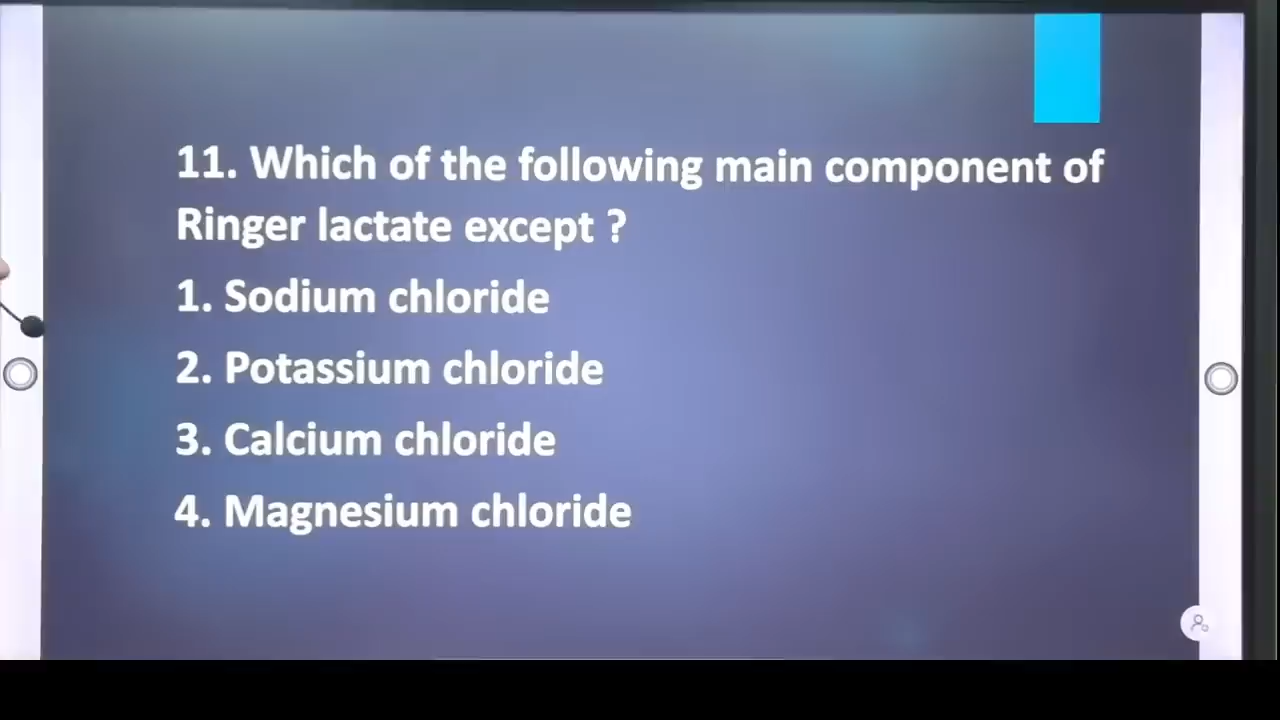 11. Which of the following main component of
Ringer lactate except ?
1. Sodium chloride
2. Potassium chloride
3. Calcium chloride
4. Magnesium chloride